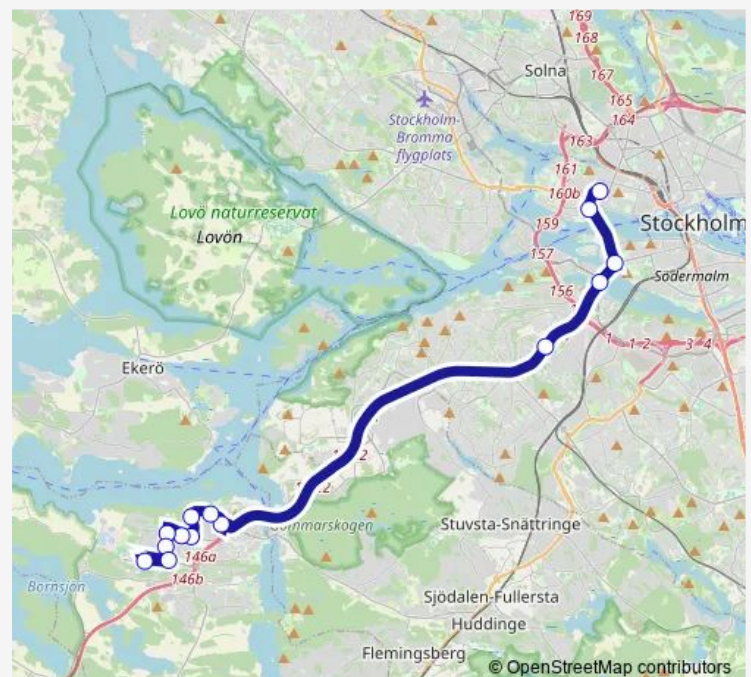 169
168
Solna
167
165
164
Stockholm-
Bromma
flygplats
163
161
160b
Lovö naturreservat
Lovön
159
Stockholm
157
Södermalm
156
1
1
2
3
4
Ekerö
Stuvsta-Snättringe
146a
146b
Bornsjön
Sjödalen-Fullersta
Huddinge
Flemingsberg
© OpenStreetMap contributors